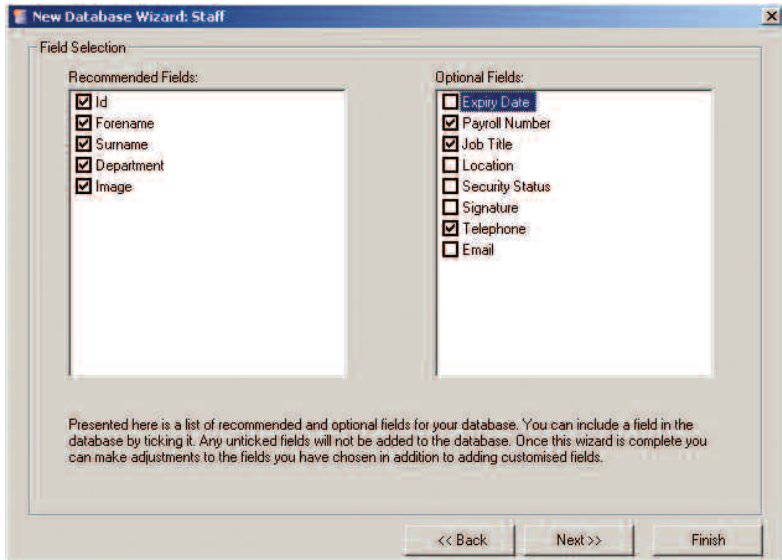 New Database Wizard: Staff
Field Selection
Recommended Fields:
Id
Forename
Surname
Department
Image
Optional Fields:
Expiry Date
Payroll Number
Job Title
Location
Security Status
Signature
Telephone
Email
Presented here is a list of recommended and optional fields for your database. You can include a field in the
database by ticking it. Any unticked fields will not be added to the database. Once this wizard is complete you
can make adjustments to the fields you have chosen in addition to adding customised fields.
<< Back
Next >>
Finish